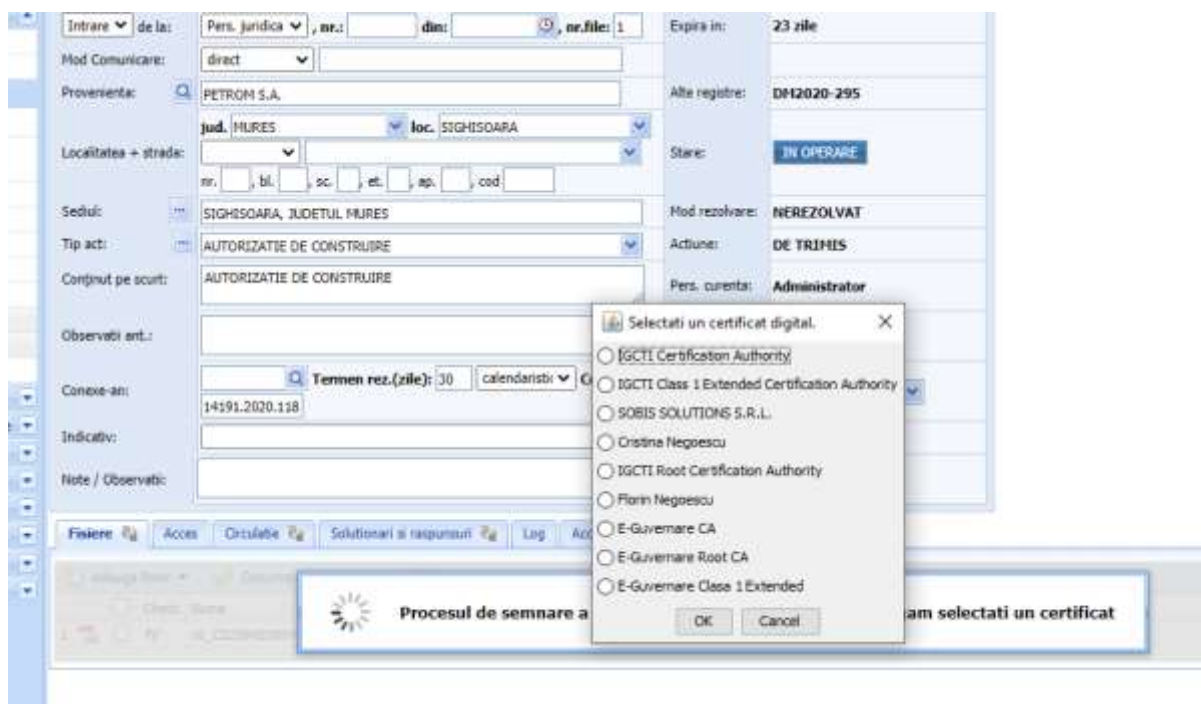 Intrare de la: Pers. juridica , nr.: din: , nr.file: 1 Expira in: 23 zile
Mod Comunicare: direct
Provenienta: PETROM S.A. Alte registre: DM2020-295
jud. MURES loc. SIGHISOARA
Localitatea + strada: Stare: IN OPERARE
nr. , bl. , sc. , et. , ap. , cod
Sediul: SIGHISOARA, JUDETUL MURES Mod rezolvare: NEREZOLVAT
Tip act: AUTORIZATIE DE CONSTRUIRE Actiune: DE TRIMIS
Conţinut pe scurt: AUTORIZATIE DE CONSTRUIRE Pers. curenta: Administrator
Selectati un certificat digital.
Observatii ant.:
IGCTI Certification Authority
Conexe-an: Termen rez.(zile): 30 calendaristic
IGCTI Class 1 Extended Certification Authority
14191.2020.118
SOBIS SOLUTIONS S.R.L.
Indicativ:
Cristina Negoescu
IGCTI Root Certification Authority
Note / Observatii:
Florin Negoescu
Fisiere Acces Circulatie Solutionari si raspunsuri Log
E-Guvernare CA
E-Guvernare Root CA
E-Guvernare Clasa 1 Extended
Procesul de semnare a am selectati un certificat
OK Cancel